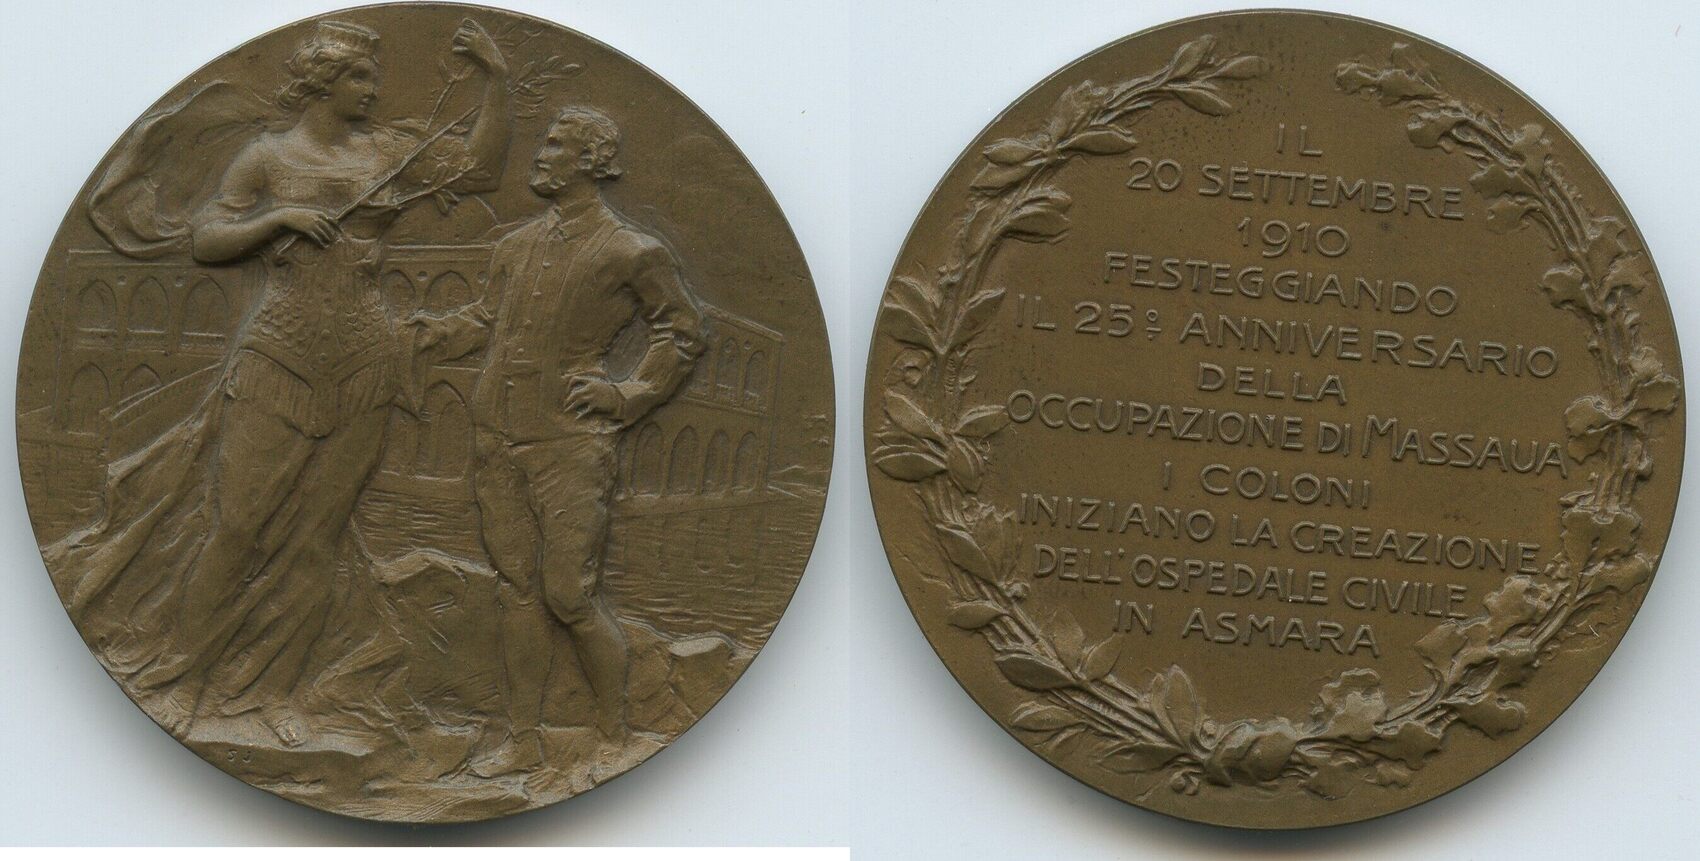 S J
IL
20 SETTEMBRE
1910
FESTEGGIANDO
IL 25º ANNIVERSARIO
DELLA
OCCUPAZIONE DI MASSAUA
I COLONI
INIZIANO LA CREAZIONE
DELL'OSPEDALE CIVILE
IN ASMARA